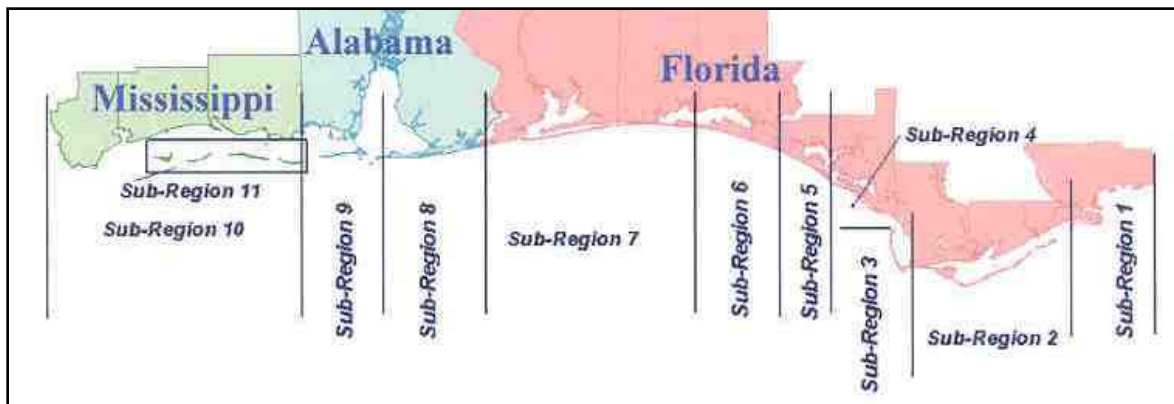 Alabama
Florida
Mississippi
Sub-Region 4
Sub-Region 11
Sub-Region 10
Sub-Region 9
Sub-Region 8
Sub-Region 7
Sub-Region 6
Sub-Region 5
Sub-Region 3
Sub-Region 2
Sub-Region 1